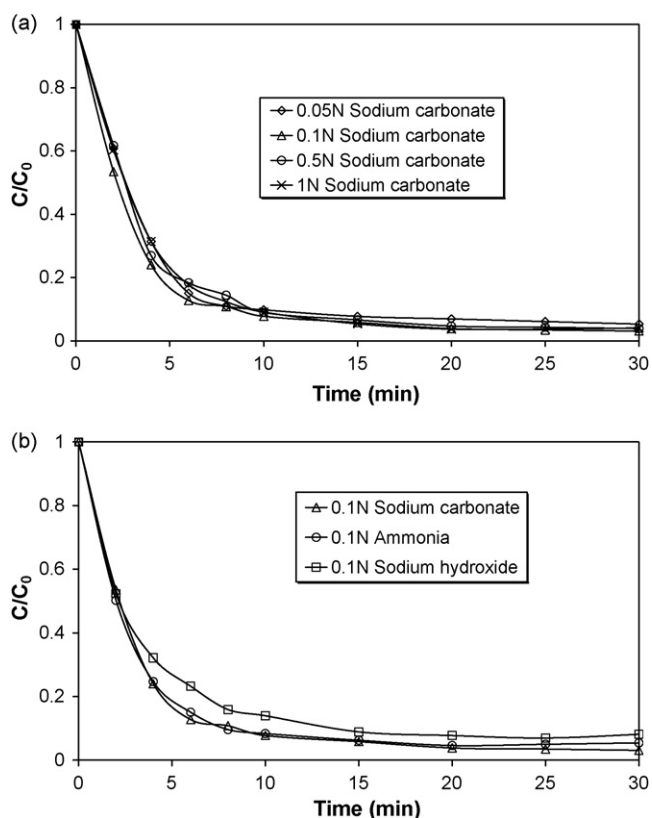 (a)
1
0.8
0.6
0.4
0.2
0
C/C0
0.05N Sodium carbonate
0.1N Sodium carbonate
0.5N Sodium carbonate
1N Sodium carbonate
0 5 10 15 20 25 30
Time (min)
(b)
1
0.8
0.6
0.4
0.2
0
C/C0
0.1N Sodium carbonate
0.1N Ammonia
0.1N Sodium hydroxide
0 5 10 15 20 25 30
Time (min)